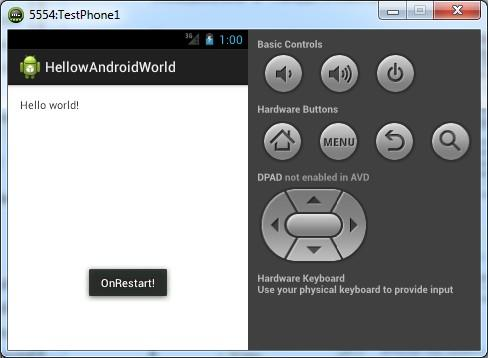 5554:TestPhone1
3G 1:00
HellowAndroidWorld
Hello world!
OnRestart!
Basic Controls
Hardware Buttons
MENU
DPAD not enabled in AVD
Hardware Keyboard
Use your physical keyboard to provide input